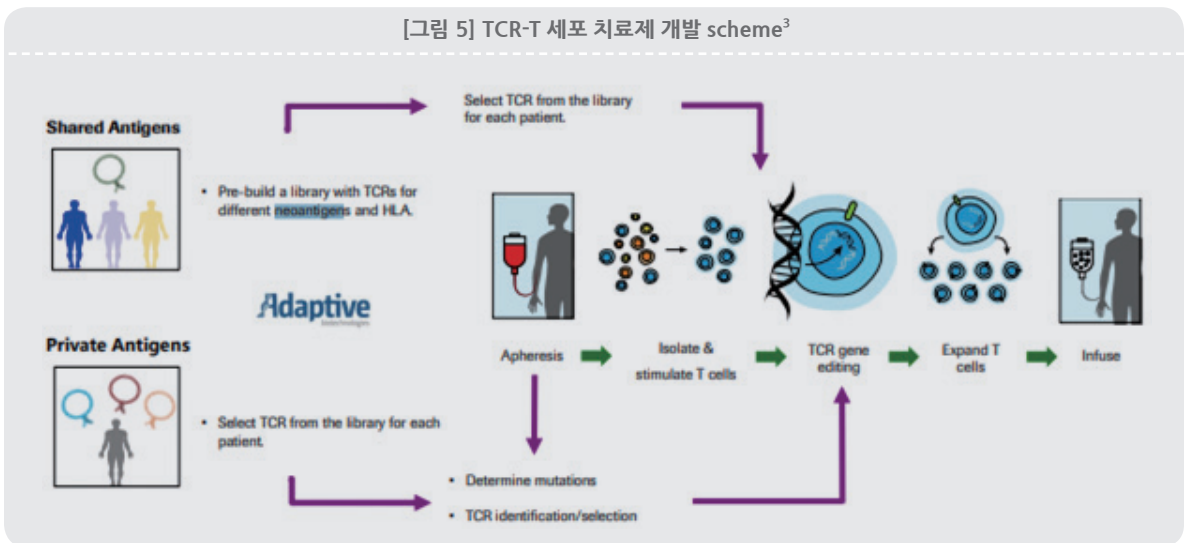 [그림 5] TCR-T 세포 치료제 개발 scheme³
Shared Antigens
• Pre-build a library with TCRs for
different neoantigens and HLA.
Select TCR from the library
for each patient.
Adaptive
biotechnologies
Private Antigens
• Select TCR from the library for each
patient.
Apheresis
Isolate &
stimulate T cells
TCR gene
editing
Expand T
cells
Infuse
• Determine mutations
• TCR identification/selection